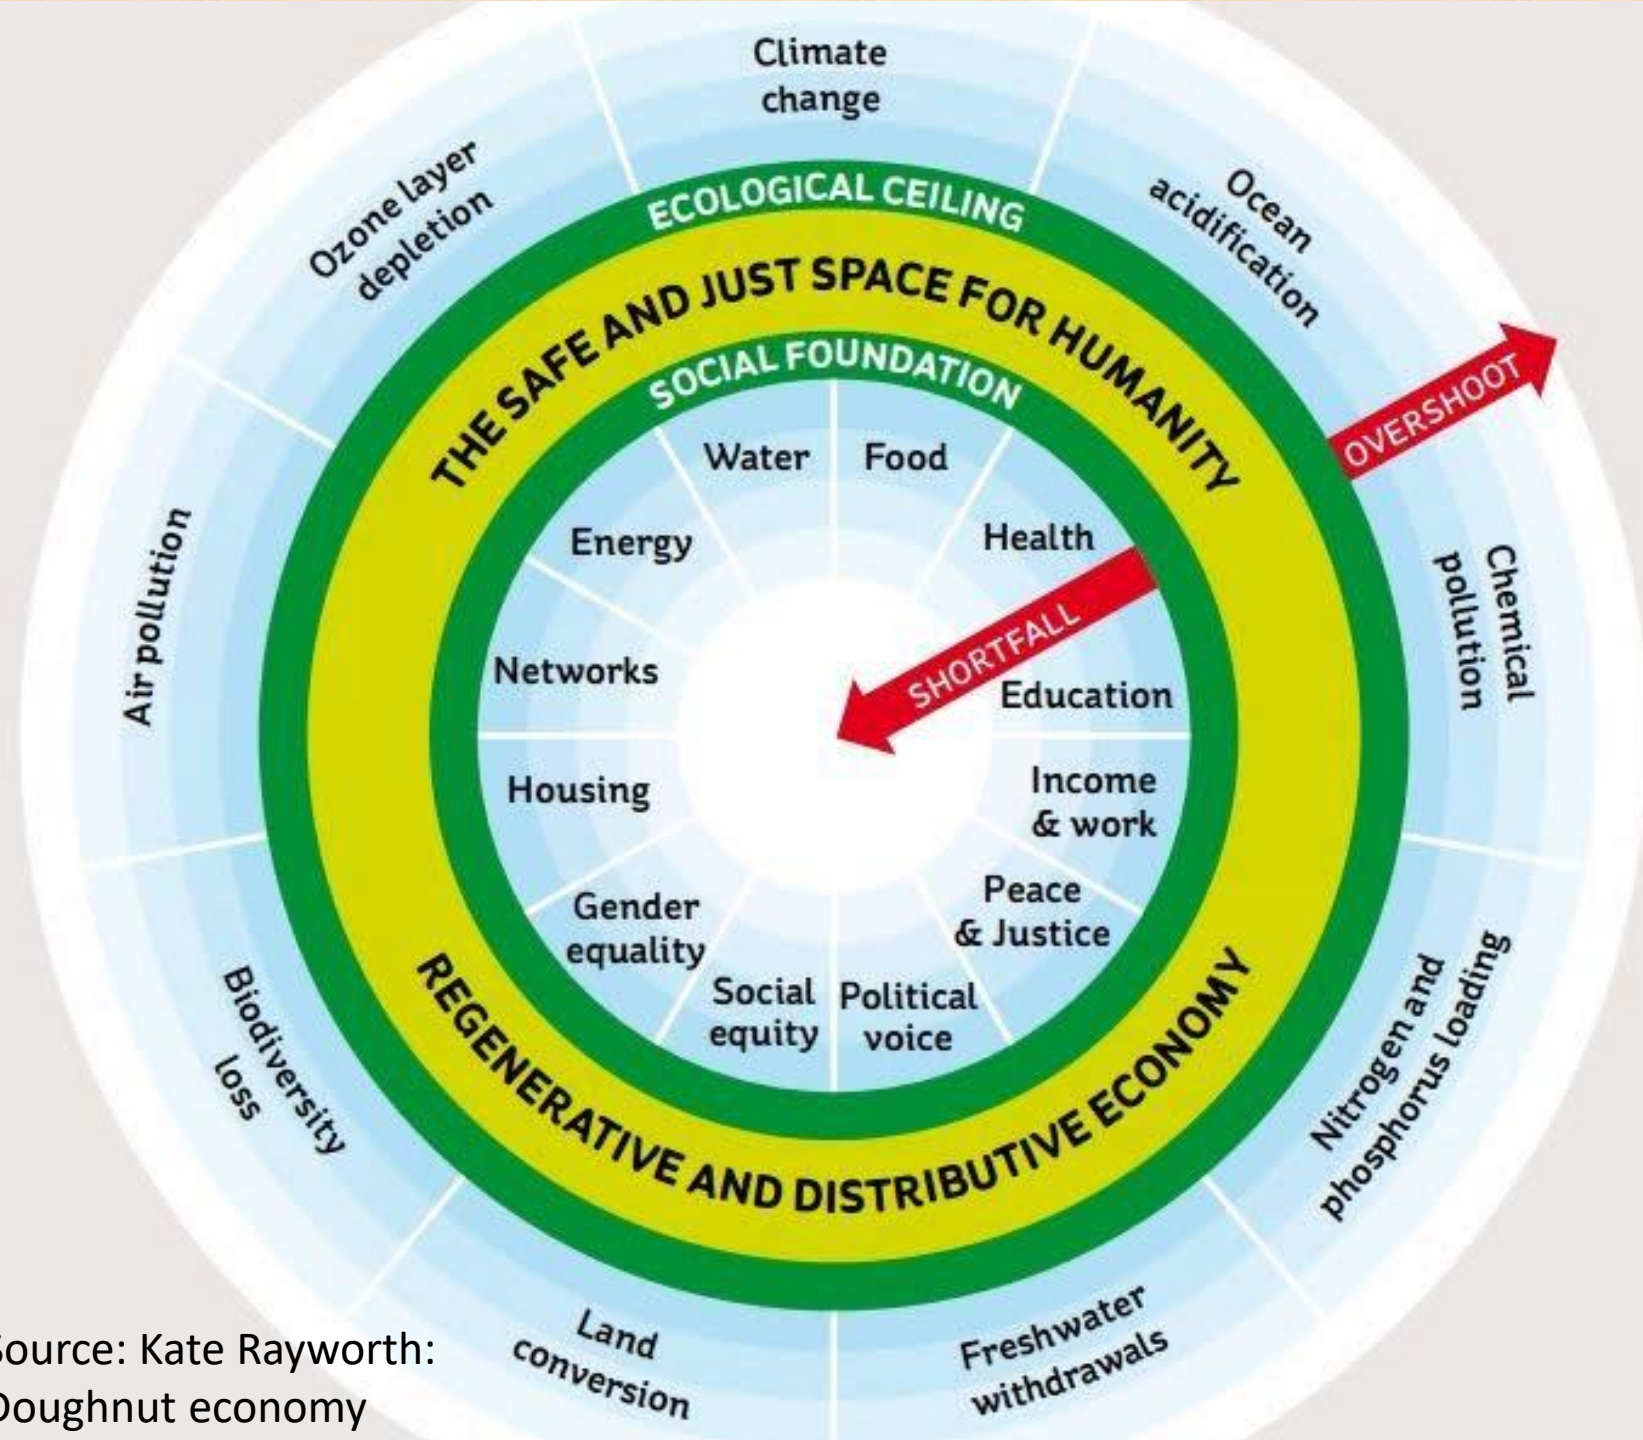 Climate
change
Ocean
acidification
OVERSHOOT
Chemical
pollution
Nitrogen and
phosphorus loading
Freshwater
withdrawals
Land
conversion
Biodiversity
loss
Air pollution
Ozone layer
depletion
ECOLOGICAL CEILING
THE SAFE AND JUST SPACE FOR HUMANITY
SOCIAL FOUNDATION
Water
Food
Health
SHORTFALL
Education
Income
& work
Peace
& Justice
Political
voice
Social
equity
Gender
equality
Housing
Networks
Energy
REGENERATIVE AND DISTRIBUTIVE ECONOMY
Source: Kate Rayworth:
Doughnut economy